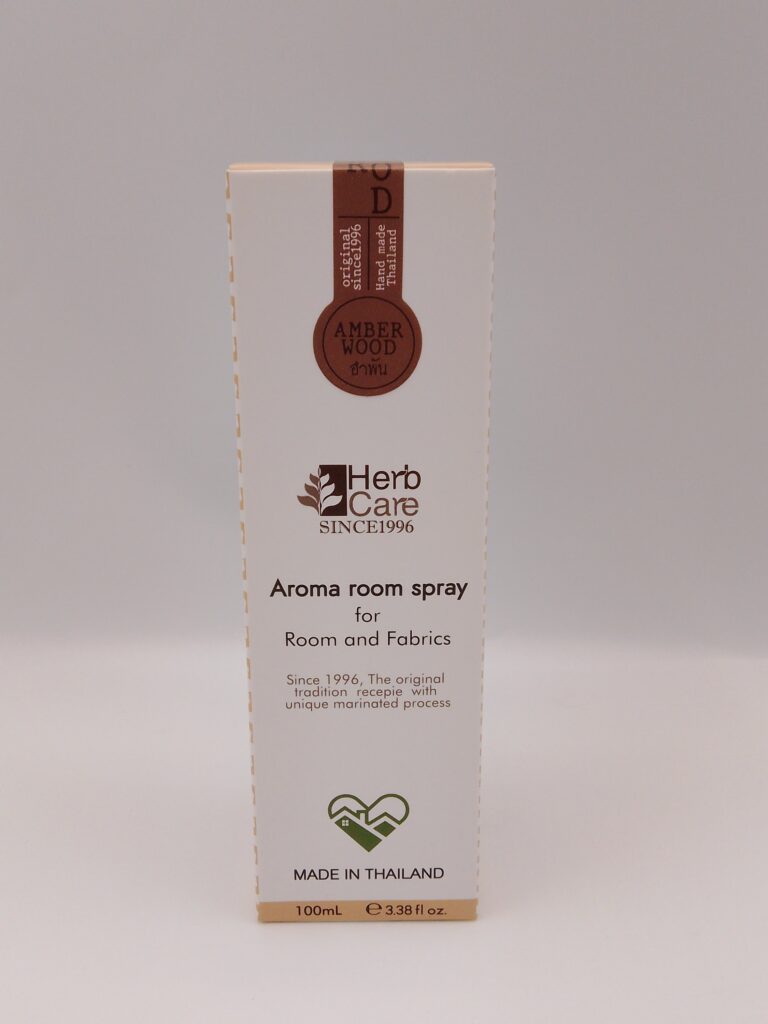 OD
original
since1996
Hand made
Thailand
AMBER
WOOD
อำพัน
Herb
Care
SINCE1996
Aroma room spray
for
Room and Fabrics
Since 1996, The original
tradition recepie with
unique marinated process
MADE IN THAILAND
100mL ℮ 3.38 fl oz.